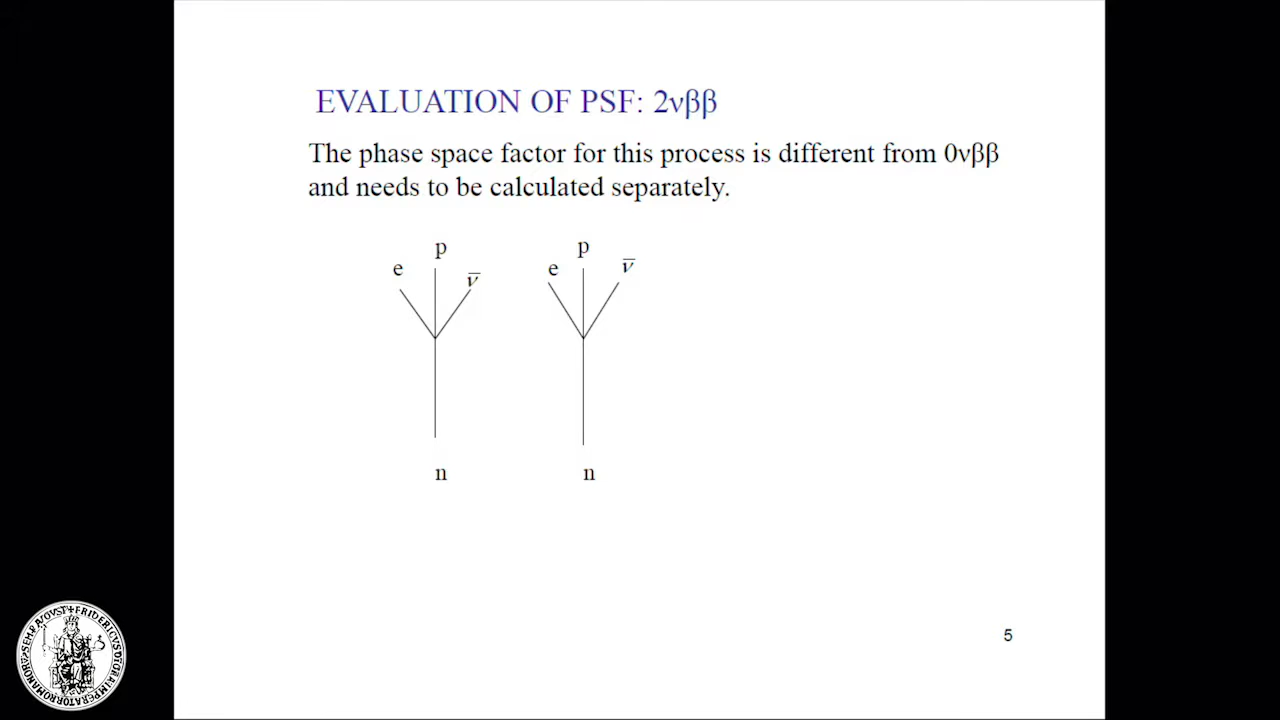 EVALUATION OF PSF: 2νββ
The phase space factor for this process is different from 0νββ
and needs to be calculated separately.
p p
e ν̅ e ν̅
n n
5